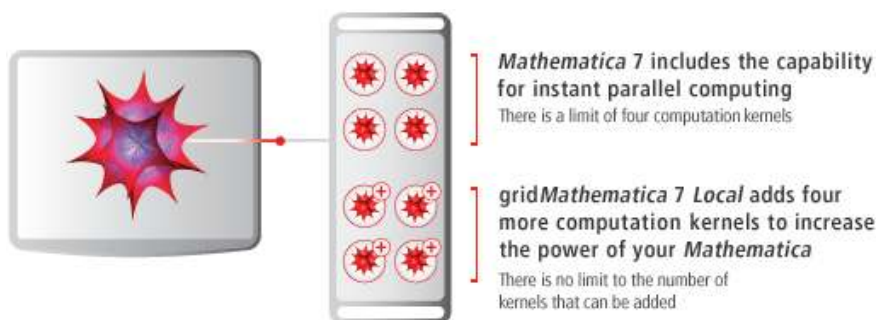 Mathematica 7 includes the capability
for instant parallel computing
There is a limit of four computation kernels
gridMathematica 7 Local adds four
more computation kernels to increase
the power of your Mathematica
There is no limit to the number of
kernels that can be added